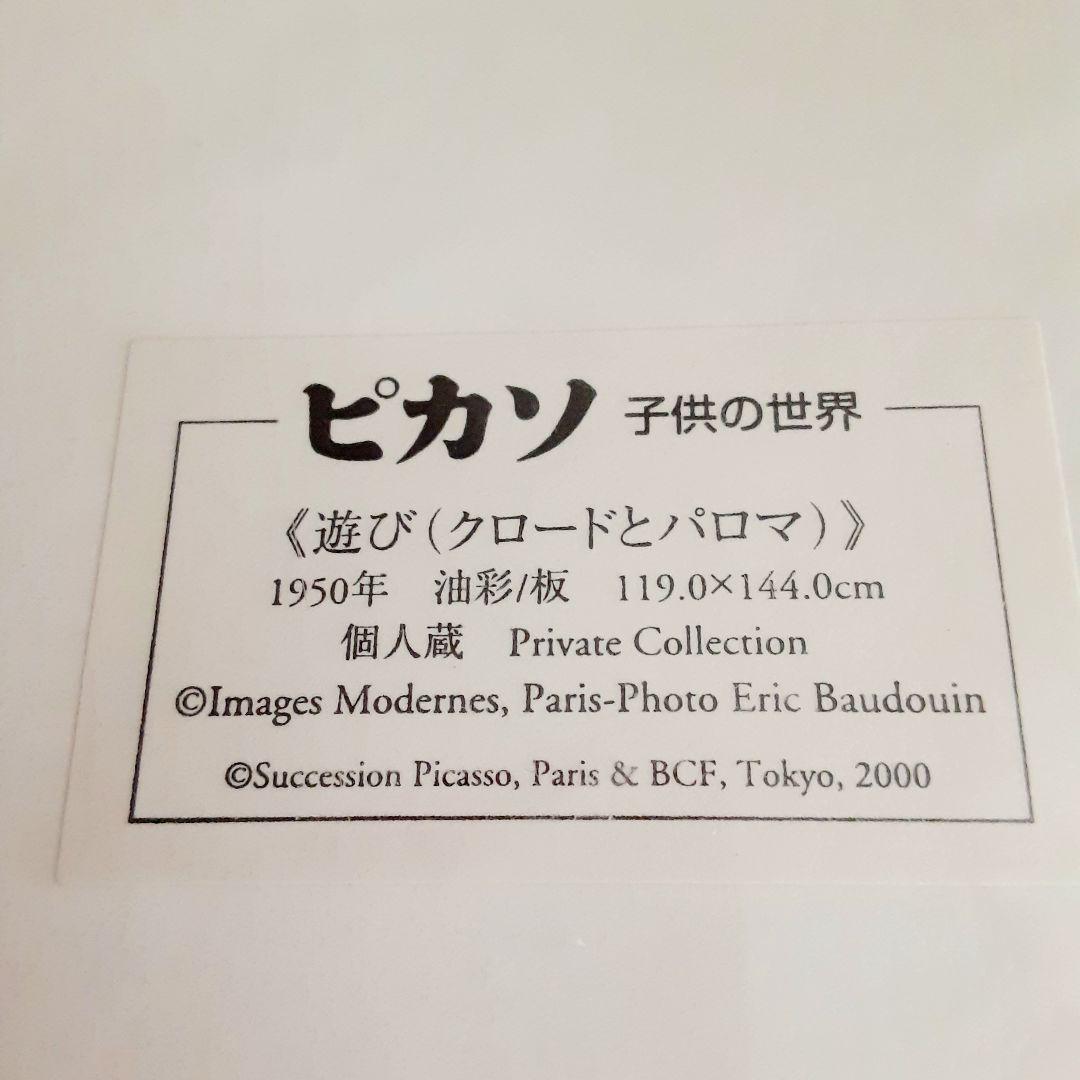 ピカソ 子供の世界
《遊び(クロードとパロマ)》
1950年 油彩/板 119.0×144.0cm
個人蔵 Private Collection
©Images Modernes, Paris-Photo Eric Baudouin
©Succession Picasso, Paris & BCF, Tokyo, 2000